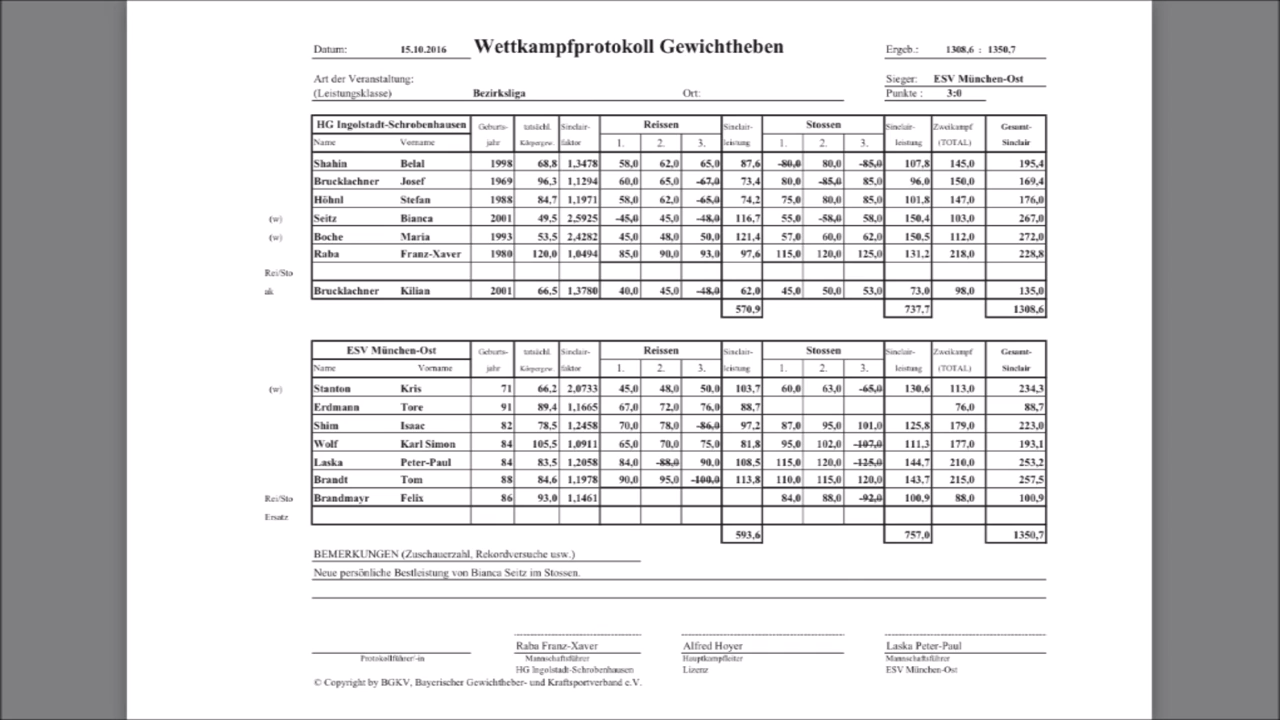 Datum: 15.10.2016 Wettkampfprotokoll Gewichtheben Ergeb.: 1308,6 : 1350,7
Art der Veranstaltung: Sieger: ESV München-Ost
(Leistungsklasse) Bezirksliga Ort: Punkte : 3:0
HG Ingolstadt-Schrobenhausen Geburts- tatsächl. Sinclair- Reissen Sinclair- Stossen Sinclair- Zweikampf Gesamt-
Name Vorname jahr Körpergew. faktor 1. 2. 3. leistung 1. 2. 3. leistung (TOTAL) Sinclair
Shahin Belal 1998 68,8 1,3478 58,0 62,0 65,0 87,6 -80,0 80,0 -85,0 107,8 145,0 195,4
Brucklachner Josef 1969 96,3 1,1294 60,0 65,0 -67,0 73,4 80,0 -85,0 85,0 96,0 150,0 169,4
Höhnl Stefan 1988 84,7 1,1971 58,0 62,0 -65,0 74,2 75,0 80,0 85,0 101,8 147,0 176,0
(w) Seitz Bianca 2001 49,5 2,5925 -45,0 45,0 -48,0 116,7 55,0 -58,0 58,0 150,4 103,0 267,0
(w) Boche Maria 1993 53,5 2,4282 45,0 48,0 50,0 121,4 57,0 60,0 62,0 150,5 112,0 272,0
Raba Franz-Xaver 1980 120,0 1,0494 85,0 90,0 93,0 97,6 115,0 120,0 125,0 131,2 218,0 228,8
Rei/Sto
ak Brucklachner Kilian 2001 66,5 1,3780 40,0 45,0 -48,0 62,0 45,0 50,0 53,0 73,0 98,0 135,0
570,9 737,7 1308,6
ESV München-Ost Geburts- tatsächl. Sinclair- Reissen Sinclair- Stossen Sinclair- Zweikampf Gesamt-
Name Vorname jahr Körpergew. faktor 1. 2. 3. leistung 1. 2. 3. leistung (TOTAL) Sinclair
(w) Stanton Kris 71 66,2 2,0733 45,0 48,0 50,0 103,7 60,0 63,0 -65,0 130,6 113,0 234,3
Erdmann Tore 91 89,4 1,1665 67,0 72,0 76,0 88,7 76,0 88,7
Shim Isaac 82 78,5 1,2458 70,0 78,0 -86,0 97,2 87,0 95,0 101,0 125,8 179,0 223,0
Wolf Karl Simon 84 105,5 1,0911 65,0 70,0 75,0 81,8 95,0 102,0 -107,0 111,3 177,0 193,1
Laska Peter-Paul 84 83,5 1,2058 84,0 -88,0 90,0 108,5 115,0 120,0 -125,0 144,7 210,0 253,2
Brandt Tom 88 84,6 1,1978 90,0 95,0 -100,0 113,8 110,0 115,0 120,0 143,7 215,0 257,5
Rei/Sto Brandmayr Felix 86 93,0 1,1461 84,0 88,0 -92,0 100,9 88,0 100,9
Ersatz
593,6 757,0 1350,7
BEMERKUNGEN (Zuschauerzahl, Rekordversuche usw.)
Neue persönliche Bestleistung von Bianca Seitz im Stossen.
Raba Franz-Xaver Alfred Hoyer Laska Peter-Paul
Protokollführer/-in Mannschaftsführer Hauptkampfleiter Mannschaftsführer
HG Ingolstadt-Schrobenhausen Lizenz ESV München-Ost
© Copyright by BGKV, Bayerischer Gewichtheber- und Kraftsportverband e.V.